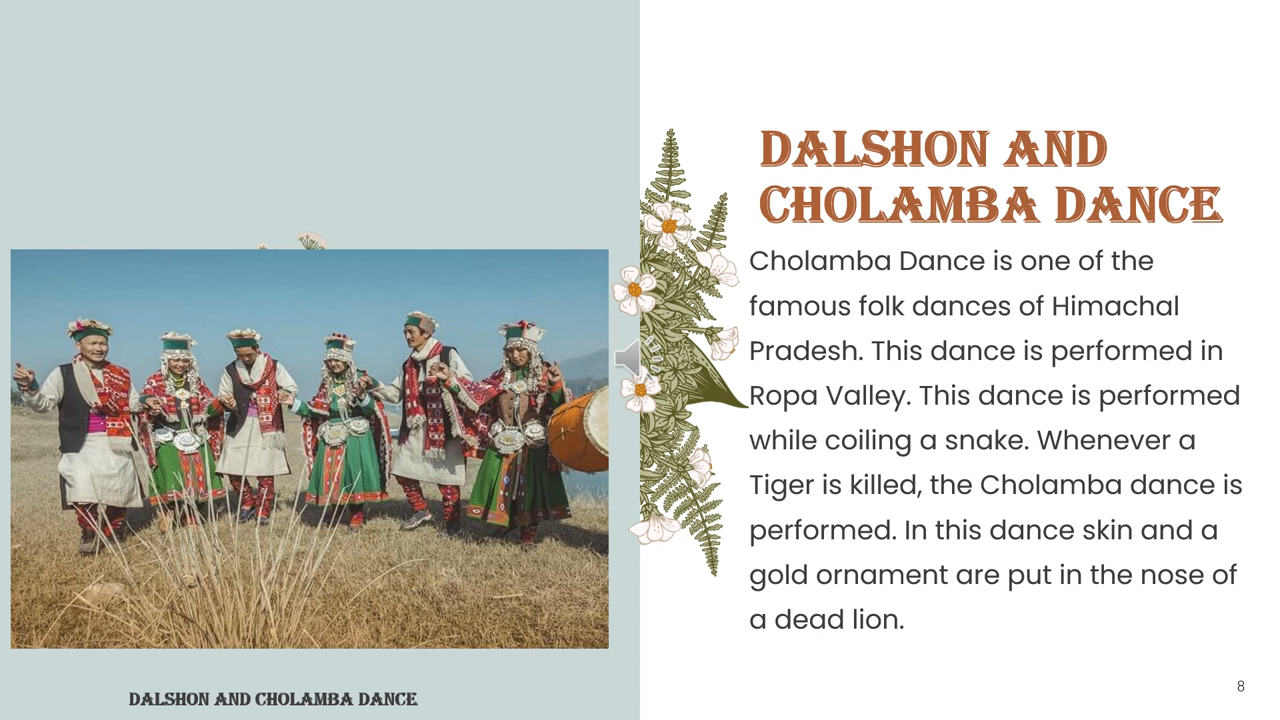 DALSHON AND
CHOLAMBA DANCE
Cholamba Dance is one of the
famous folk dances of Himachal
Pradesh. This dance is performed in
Ropa Valley. This dance is performed
while coiling a snake. Whenever a
Tiger is killed, the Cholamba dance is
performed. In this dance skin and a
gold ornament are put in the nose of
a dead lion.
DALSHON AND CHOLAMBA DANCE
8